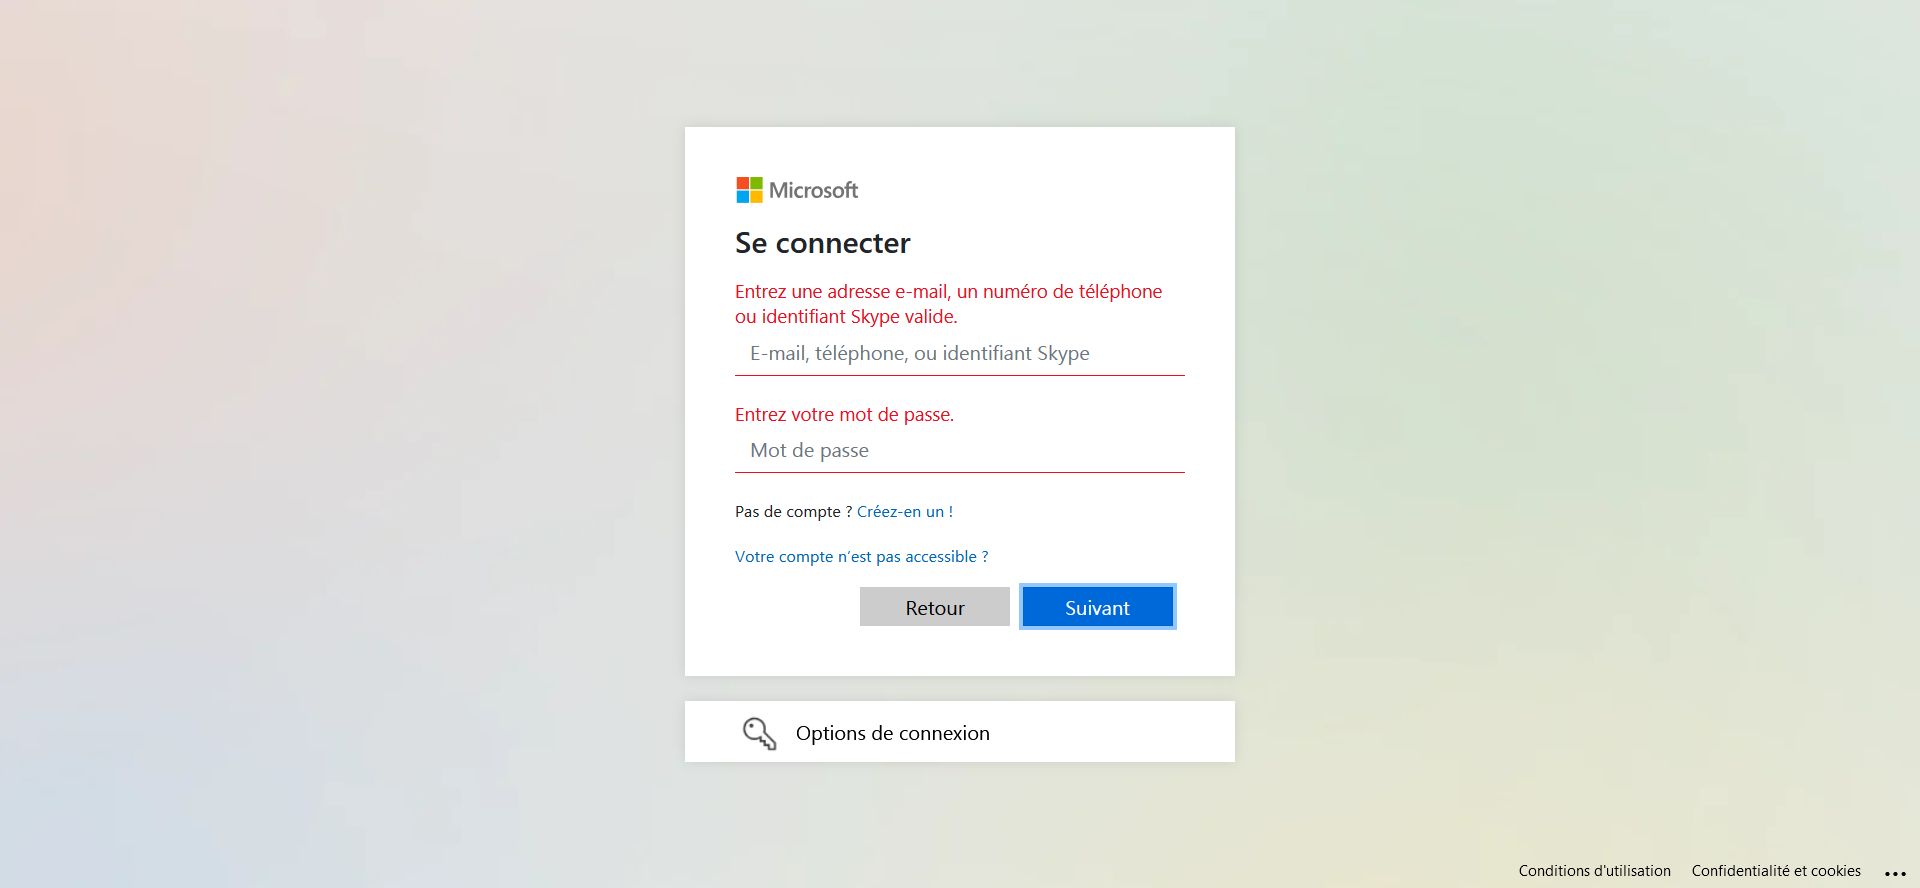 Microsoft
Se connecter
Entrez une adresse e-mail, un numéro de téléphone
ou identifiant Skype valide.
E-mail, téléphone, ou identifiant Skype
Entrez votre mot de passe.
Mot de passe
Pas de compte ? Créez-en un !
Votre compte n’est pas accessible ?
Retour Suivant
Options de connexion
Conditions d'utilisation Confidentialité et cookies ...